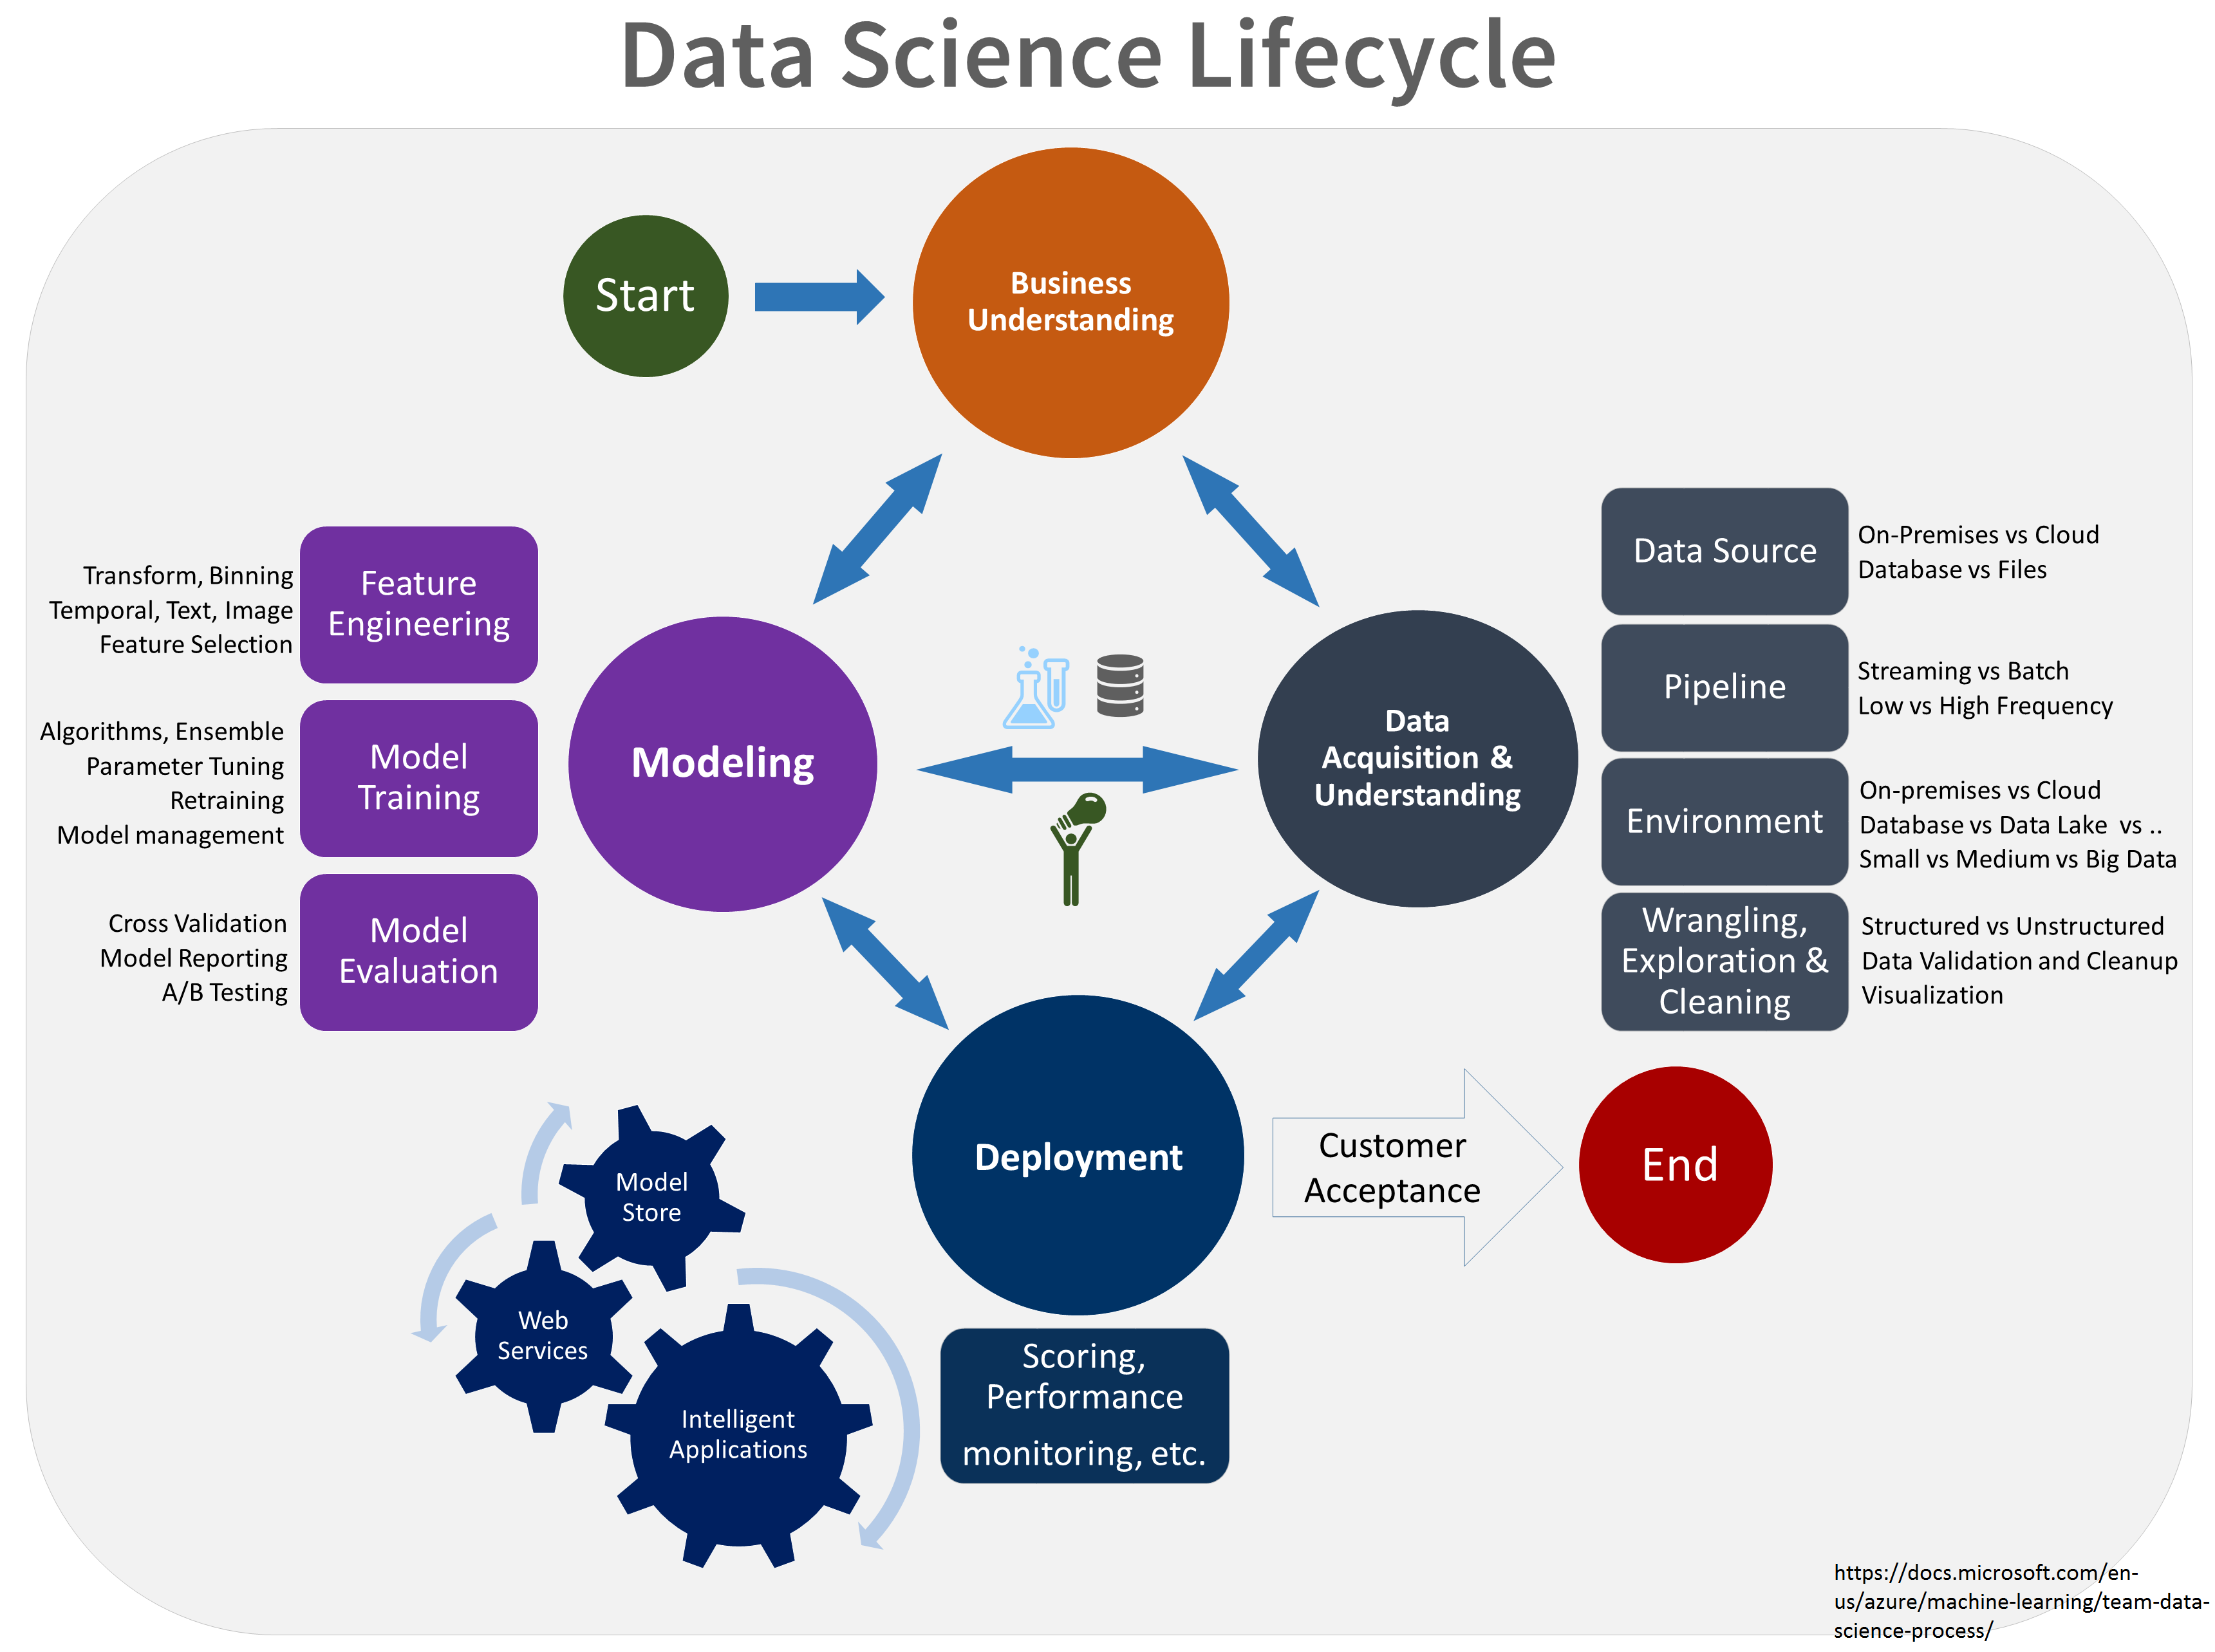 Data Science Lifecycle
Start
Business
Understanding
Transform, Binning
Temporal, Text, Image
Feature Selection
Feature
Engineering
Algorithms, Ensemble
Parameter Tuning
Retraining
Model management
Model
Training
Cross Validation
Model Reporting
A/B Testing
Model
Evaluation
Modeling
Data
Acquisition &
Understanding
Data Source
On-Premises vs Cloud
Database vs Files
Pipeline
Streaming vs Batch
Low vs High Frequency
Environment
On-premises vs Cloud
Database vs Data Lake  vs ..
Small vs Medium vs Big Data
Wrangling,
Exploration &
Cleaning
Structured vs Unstructured
Data Validation and Cleanup
Visualization
Deployment
Customer
Acceptance
End
Model
Store
Web
Services
Intelligent
Applications
Scoring,
Performance
monitoring, etc.
https://docs.microsoft.com/en-
us/azure/machine-learning/team-data-
science-process/